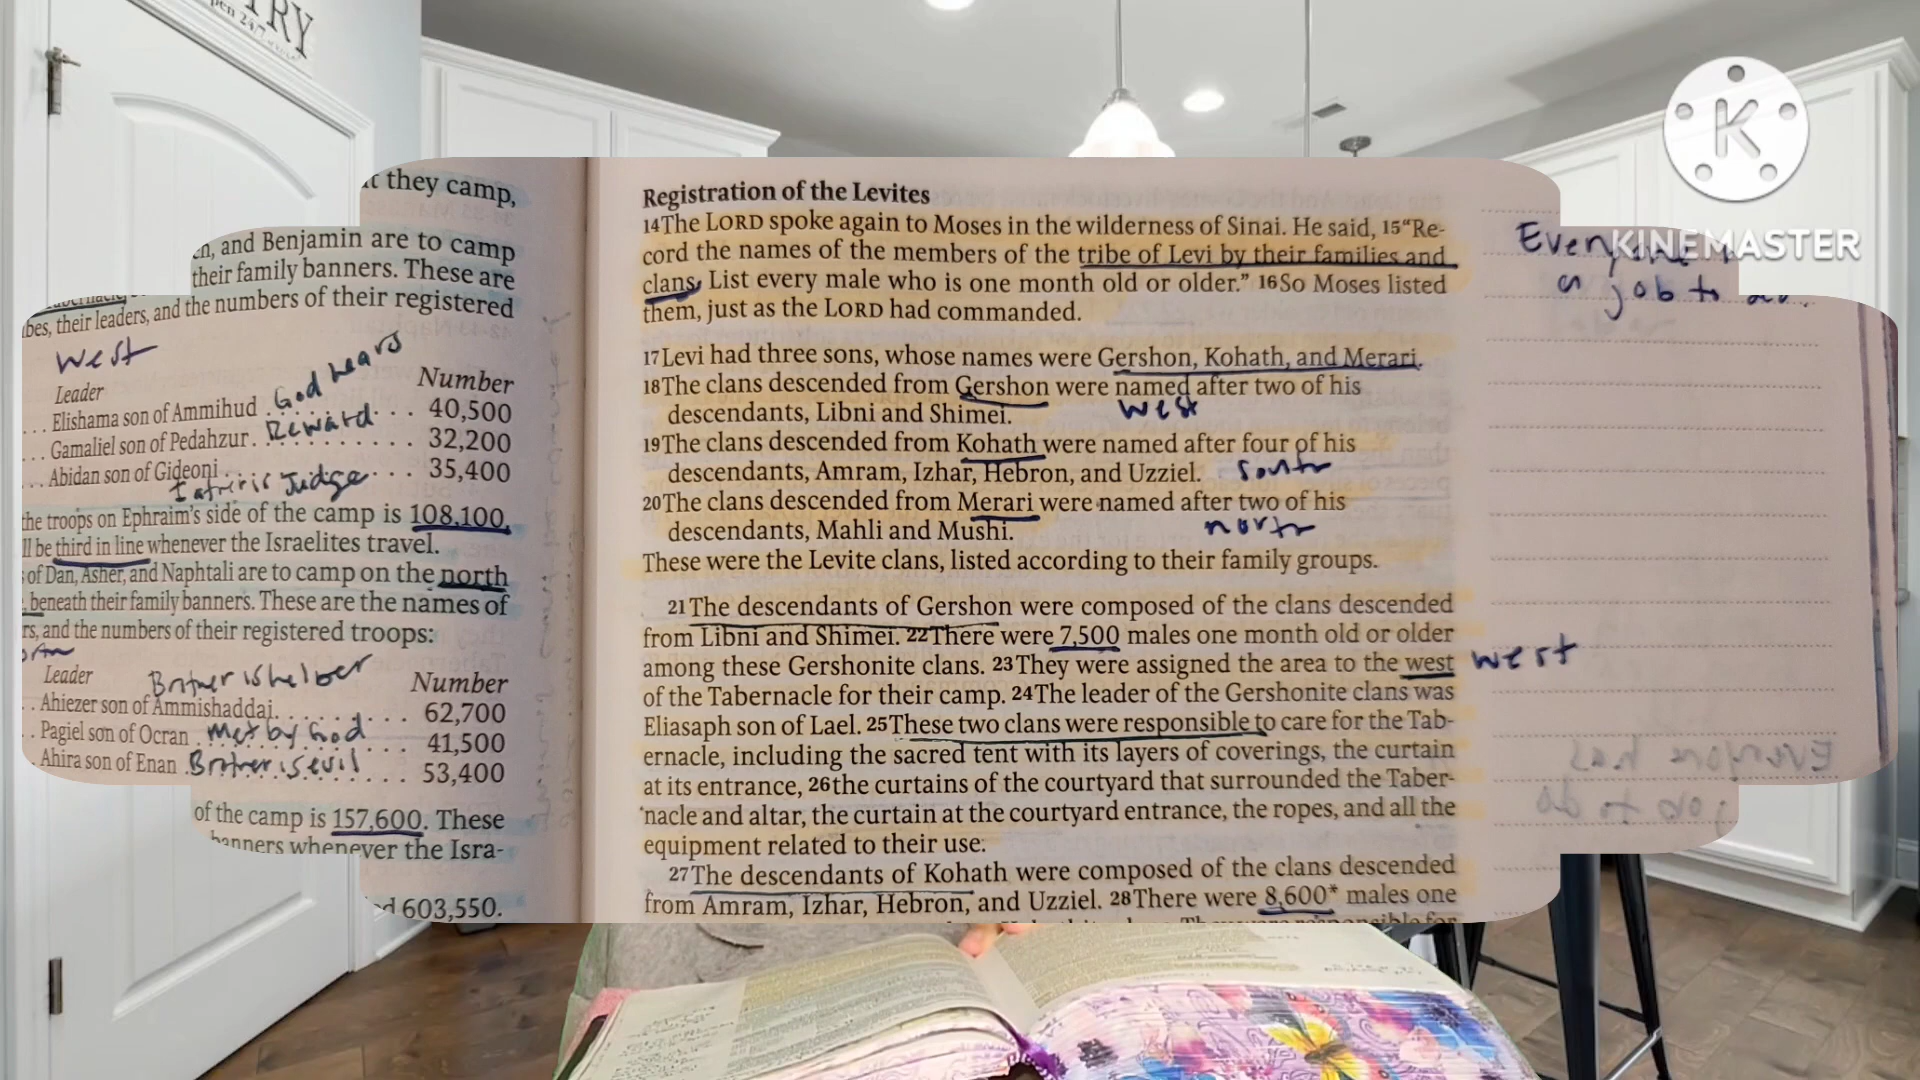 TRY
pen 24/7
KINEMASTER
t they camp,
n, and Benjamin are to camp
their family banners. These are
bes, their leaders, and the numbers of their registered
West
Leader
God hears
Number
... Elishama son of Ammihud ........ 40,500
Reward
... Gamaliel son of Pedahzur .......... 32,200
... Abidan son of Gideoni ........ 35,400
Judge
the troops on Ephraim's side of the camp is 108,100,
ll be third in line whenever the Israelites travel.
of Dan, Asher, and Naphtali are to camp on the north
beneath their family banners. These are the names of
rs, and the numbers of their registered troops:
Leader
Brother is helper
Number
.. Ahiezer son of Ammishaddai ........ 62,700
.. Pagiel son of Ocran ........ 41,500
Met by God
. Ahira son of Enan ........ 53,400
Brother is evil
of the camp is 157,600. These
banners whenever the Isra-
d 603,550.
Registration of the Levites
14The LORD spoke again to Moses in the wilderness of Sinai. He said, 15"Re-
cord the names of the members of the tribe of Levi by their families and
clans. List every male who is one month old or older." 16So Moses listed
them, just as the LORD had commanded.
17Levi had three sons, whose names were Gershon, Kohath, and Merari.
18The clans descended from Gershon were named after two of his
descendants, Libni and Shimei.
West
19The clans descended from Kohath were named after four of his
descendants, Amram, Izhar, Hebron, and Uzziel.
South
20The clans descended from Merari were named after two of his
descendants, Mahli and Mushi.
north
These were the Levite clans, listed according to their family groups.
21The descendants of Gershon were composed of the clans descended
from Libni and Shimei. 22There were 7,500 males one month old or older
among these Gershonite clans. 23They were assigned the area to the west
west
of the Tabernacle for their camp. 24The leader of the Gershonite clans was
Eliasaph son of Lael. 25These two clans were responsible to care for the Tab-
ernacle, including the sacred tent with its layers of coverings, the curtain
at its entrance, 26the curtains of the courtyard that surrounded the Taber-
nacle and altar, the curtain at the courtyard entrance, the ropes, and all the
equipment related to their use.
27The descendants of Kohath were composed of the clans descended
from Amram, Izhar, Hebron, and Uzziel. 28There were 8,600* males one
a job to